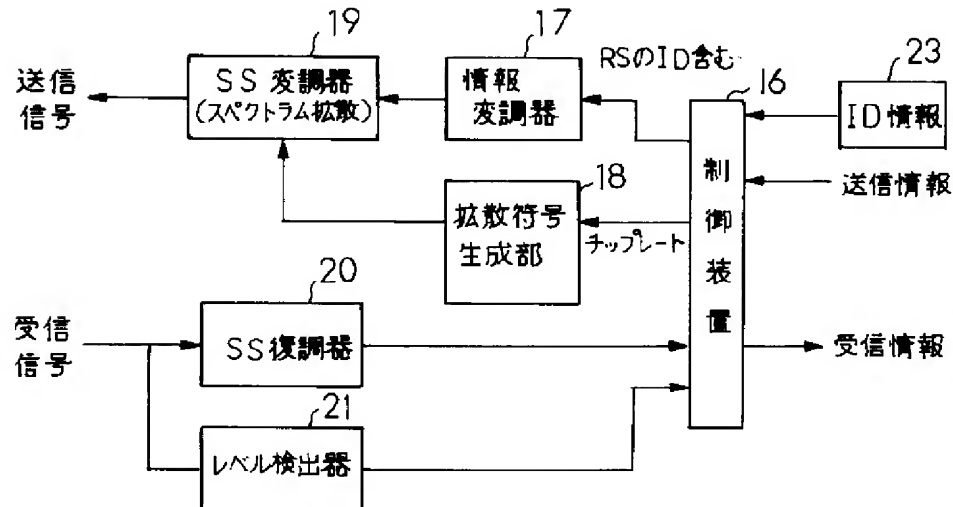 19
17
RSのID含む
16
23
送信
信号
SS 変調器
(スペクトラム拡散)
情報
変調器
ID情報
18
制御装置
送信情報
拡散符号
生成部
チップレート
20
受信
信号
SS復調器
受信情報
21
レベル検出器